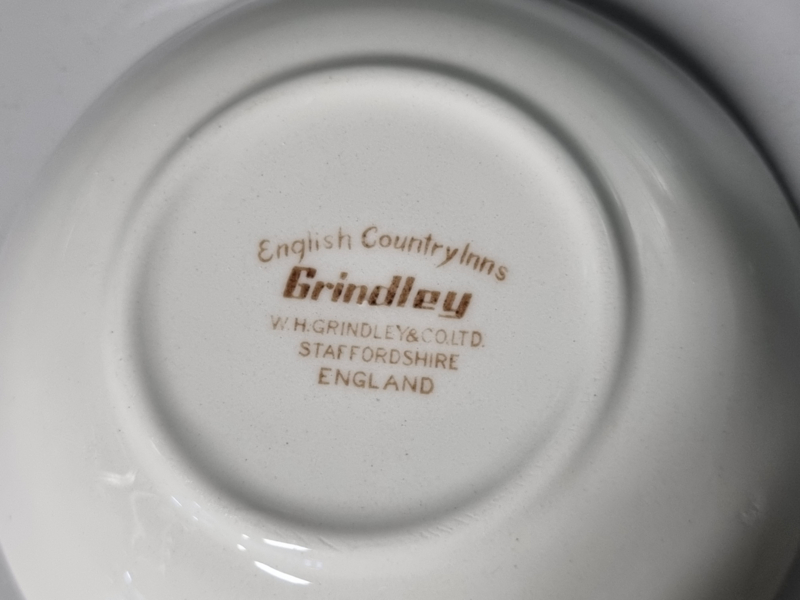 English Country Inns
Grindley
W.H.GRINDLEY&CO.LTD.
STAFFORDSHIRE
ENGLAND